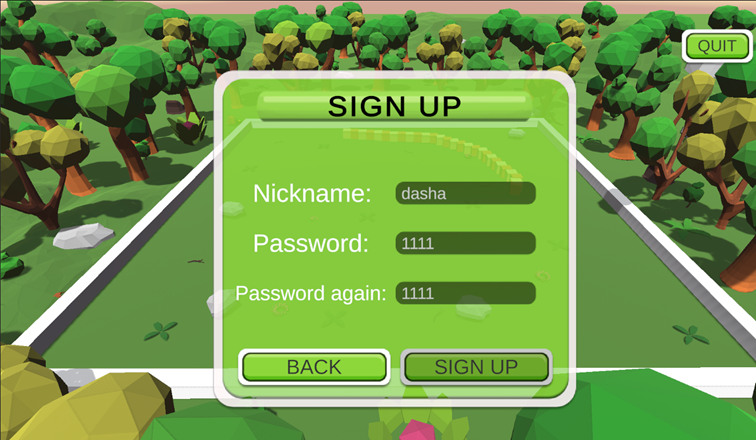 QUIT
SIGN UP
Nickname: dasha
Password: 1111
Password again: 1111
BACK SIGN UP